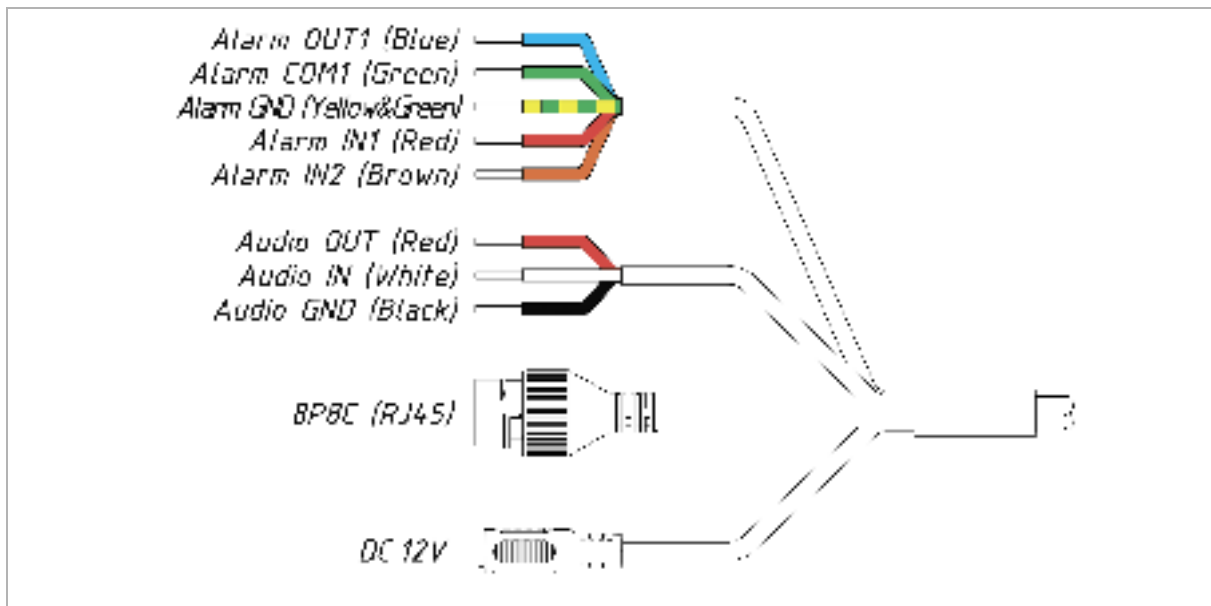 Alarm OUT1 (Blue)
Alarm COM1 (Green)
Alarm GND (Yellow&Green)
Alarm IN1 (Red)
Alarm IN2 (Brown)
Audio OUT (Red)
Audio IN (White)
Audio GND (Black)
8P8C (RJ45)
DC 12V